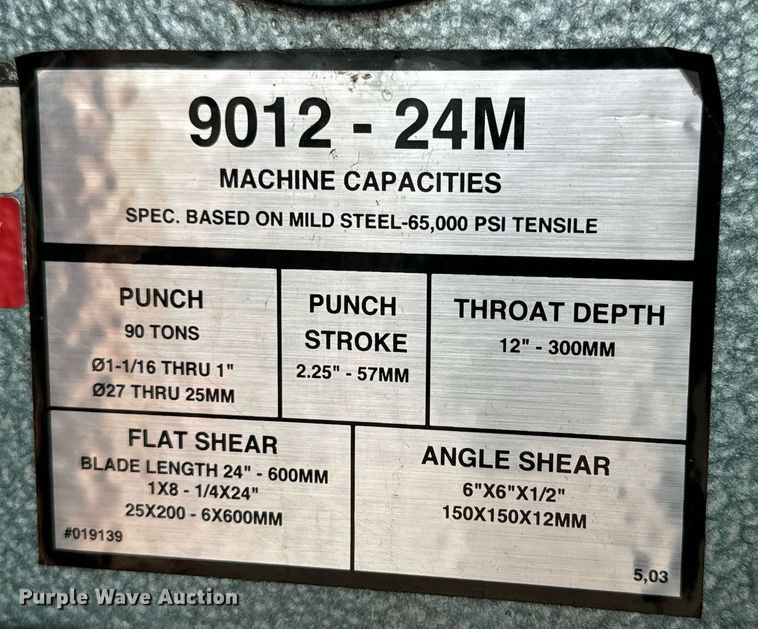 9012 - 24M
MACHINE CAPACITIES
SPEC. BASED ON MILD STEEL-65,000 PSI TENSILE
PUNCH
90 TONS
Ø1-1/16 THRU 1"
Ø27 THRU 25MM
PUNCH
STROKE
2.25" - 57MM
THROAT DEPTH
12" - 300MM
FLAT SHEAR
BLADE LENGTH 24" - 600MM
1X8 - 1/4X24"
25X200 - 6X600MM
#019139
ANGLE SHEAR
6"X6"X1/2"
150X150X12MM
5,03
Purple Wave Auction